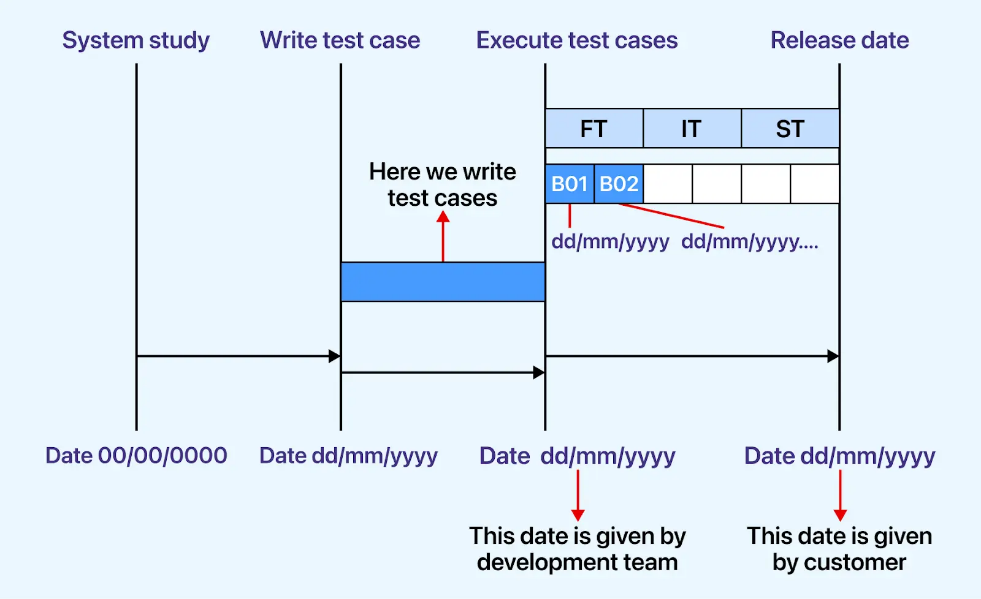 System study
Write test case
Execute test cases
Release date
FT
IT
ST
Here we write
test cases
B01
B02
dd/mm/yyyy
dd/mm/yyyy....
Date 00/00/0000
Date dd/mm/yyyy
Date dd/mm/yyyy
Date dd/mm/yyyy
This date is given by
development team
This date is given
by customer